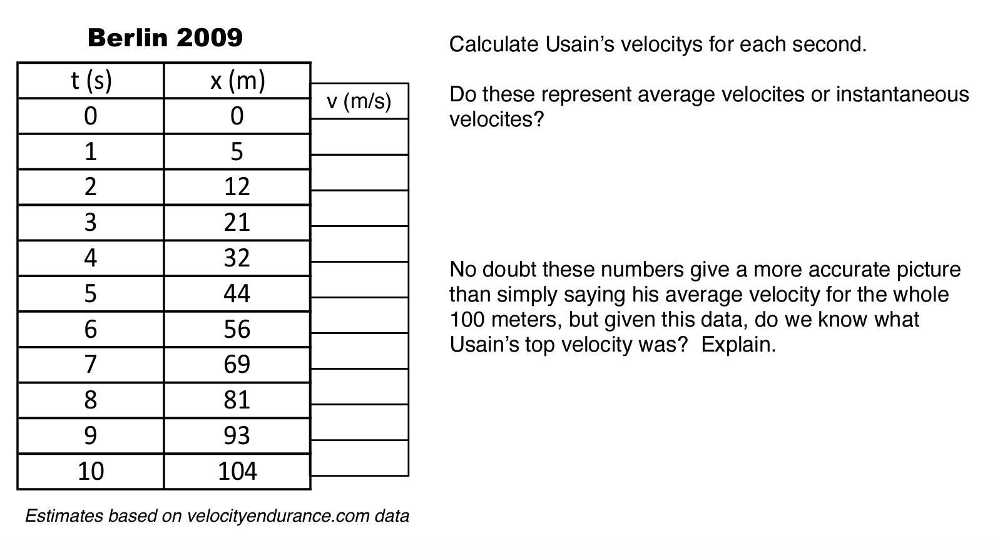 Berlin 2009
t (s) x (m)
v (m/s)
0 0
1 5
2 12
3 21
4 32
5 44
6 56
7 69
8 81
9 93
10 104
Estimates based on velocityendurance.com data
Calculate Usain’s velocitys for each second.
Do these represent average velocites or instantaneous
velocites?
No doubt these numbers give a more accurate picture
than simply saying his average velocity for the whole
100 meters, but given this data, do we know what
Usain’s top velocity was?  Explain.